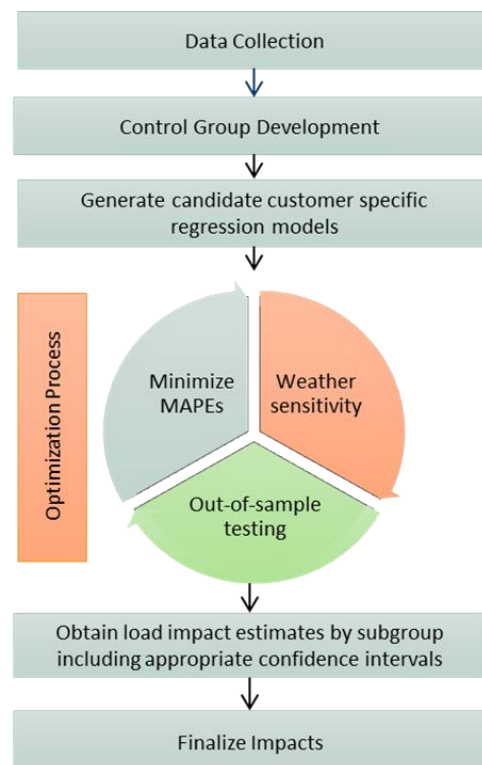 Data Collection
Control Group Development
Generate candidate customer specific
regression models
Optimization Process
Minimize
MAPEs
Weather
sensitivity
Out-of-sample
testing
Obtain load impact estimates by subgroup
including appropriate confidence intervals
Finalize Impacts